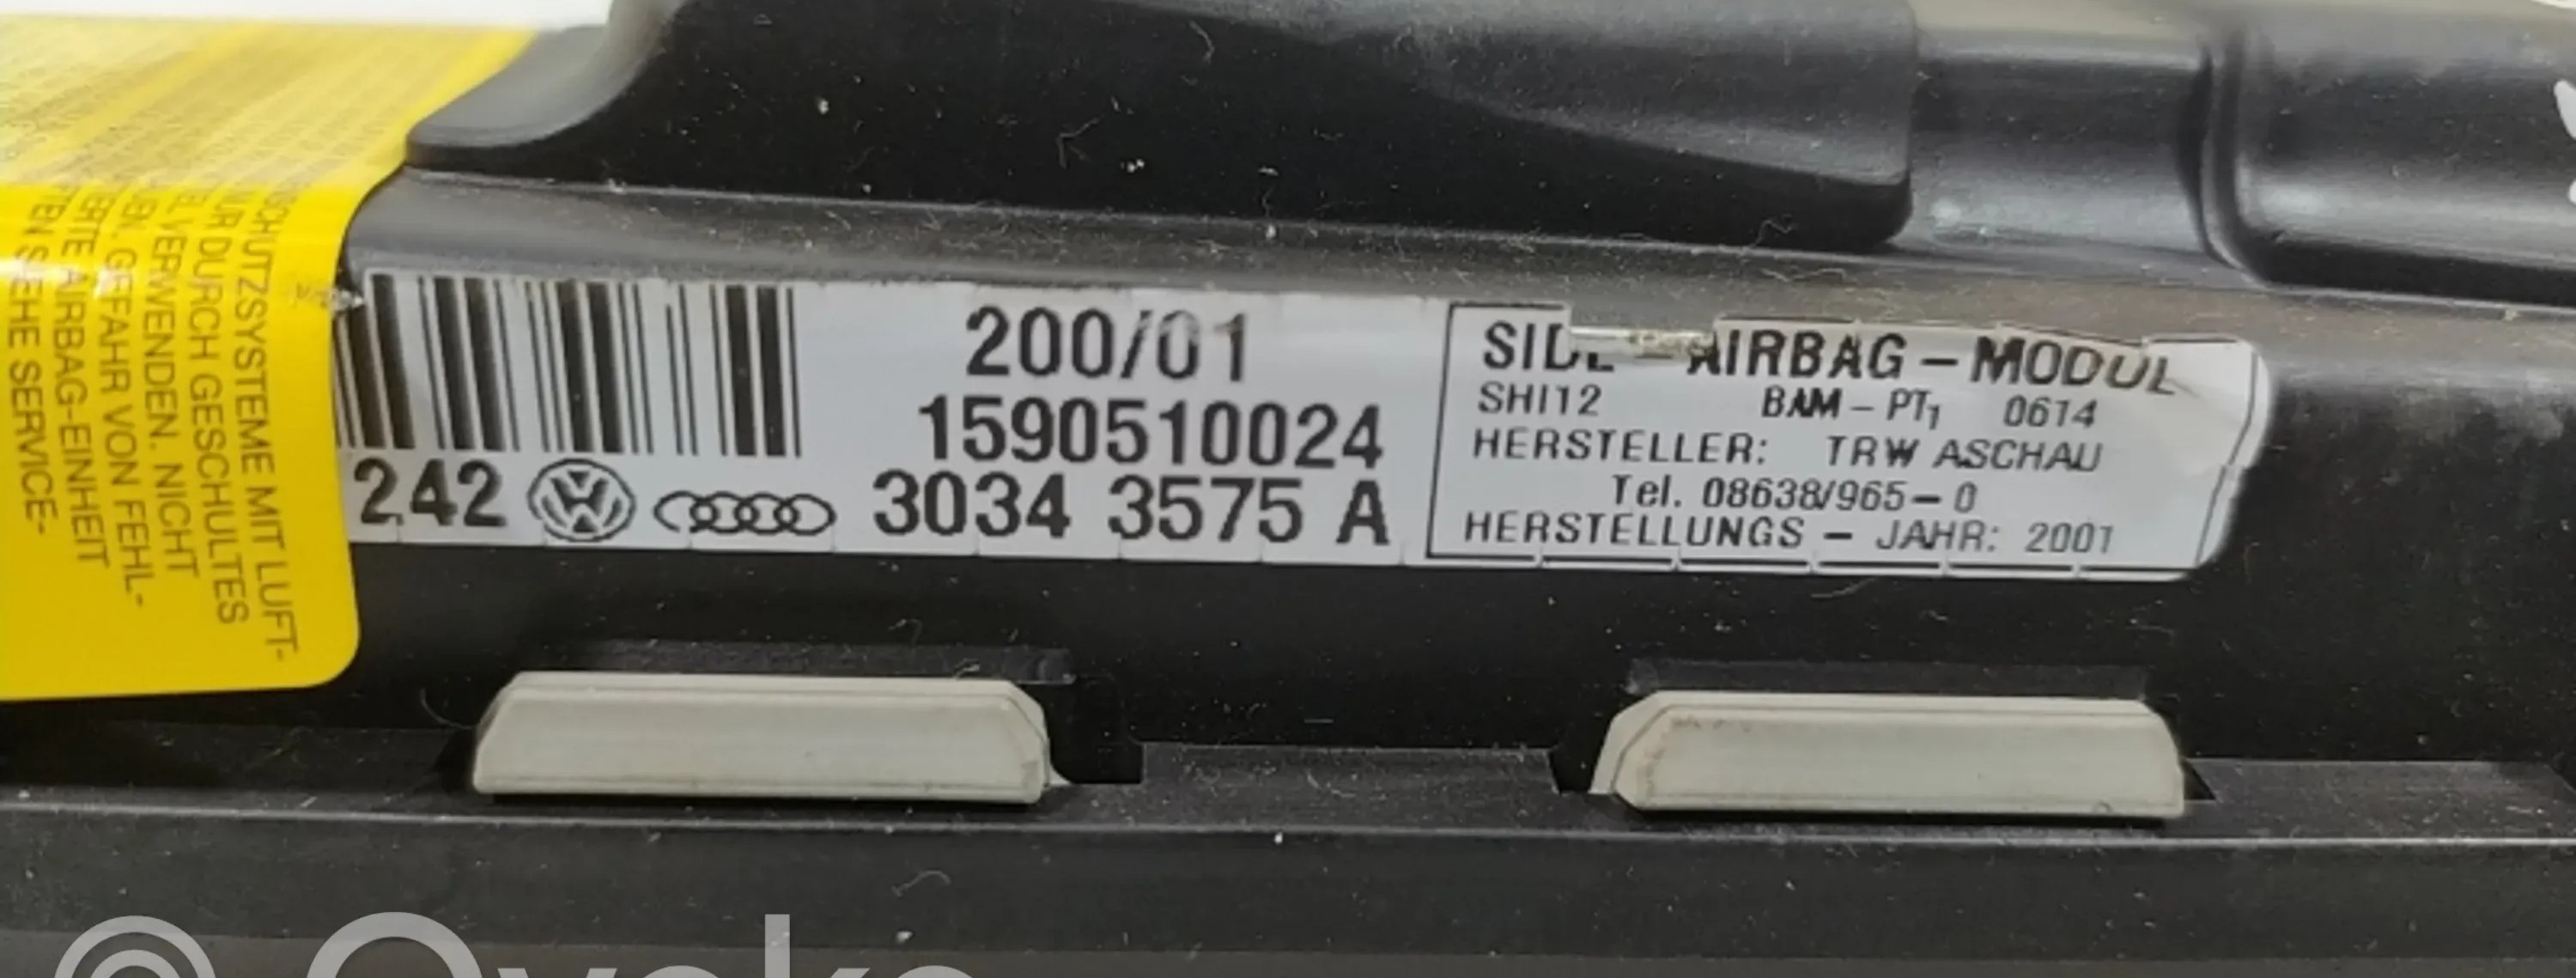 200/01
1590510024
242
3034 3575 A
AIRBAG – MODUL
SHI12 BAM – PT1 0614
HERSTELLER: TRW ASCHAU
Tel. 08638/965 – 0
HERSTELLUNGS – JAHR: 2001
SCHUTZSYSTEME MIT LUFT-
NUR DURCH GESCHULTES
VERWENDEN. NICHT
GEFAHR VON FEHL-
AIRBAG-EINHEIT
SIEHE SERVICE-